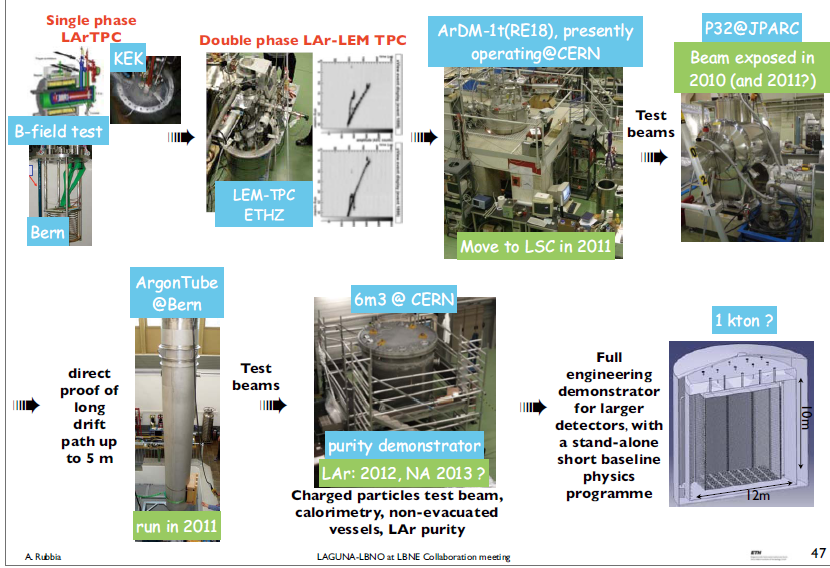 Single phase
LArTPC
KEK
B-field test
Bern
Double phase LAr-LEM TPC
LEM-TPC
ETHZ
ArDM-1t(RE18), presently
operating@CERN
Move to LSC in 2011
Test
beams
P32@JPARC
Beam exposed in
2010 (and 2011?)
direct
proof of
long
drift
path up
to 5 m
ArgonTube
@Bern
run in 2011
Test
beams
6m3 @ CERN
purity demonstrator
LAr: 2012, NA 2013 ?
Charged particles test beam,
calorimetry, non-evacuated
vessels, LAr purity
Full
engineering
demonstrator
for larger
detectors, with
a stand-alone
short baseline
physics
programme
1 kton ?
10m
12m
A. Rubbia
LAGUNA-LBNO at LBNE Collaboration meeting
ETH
47